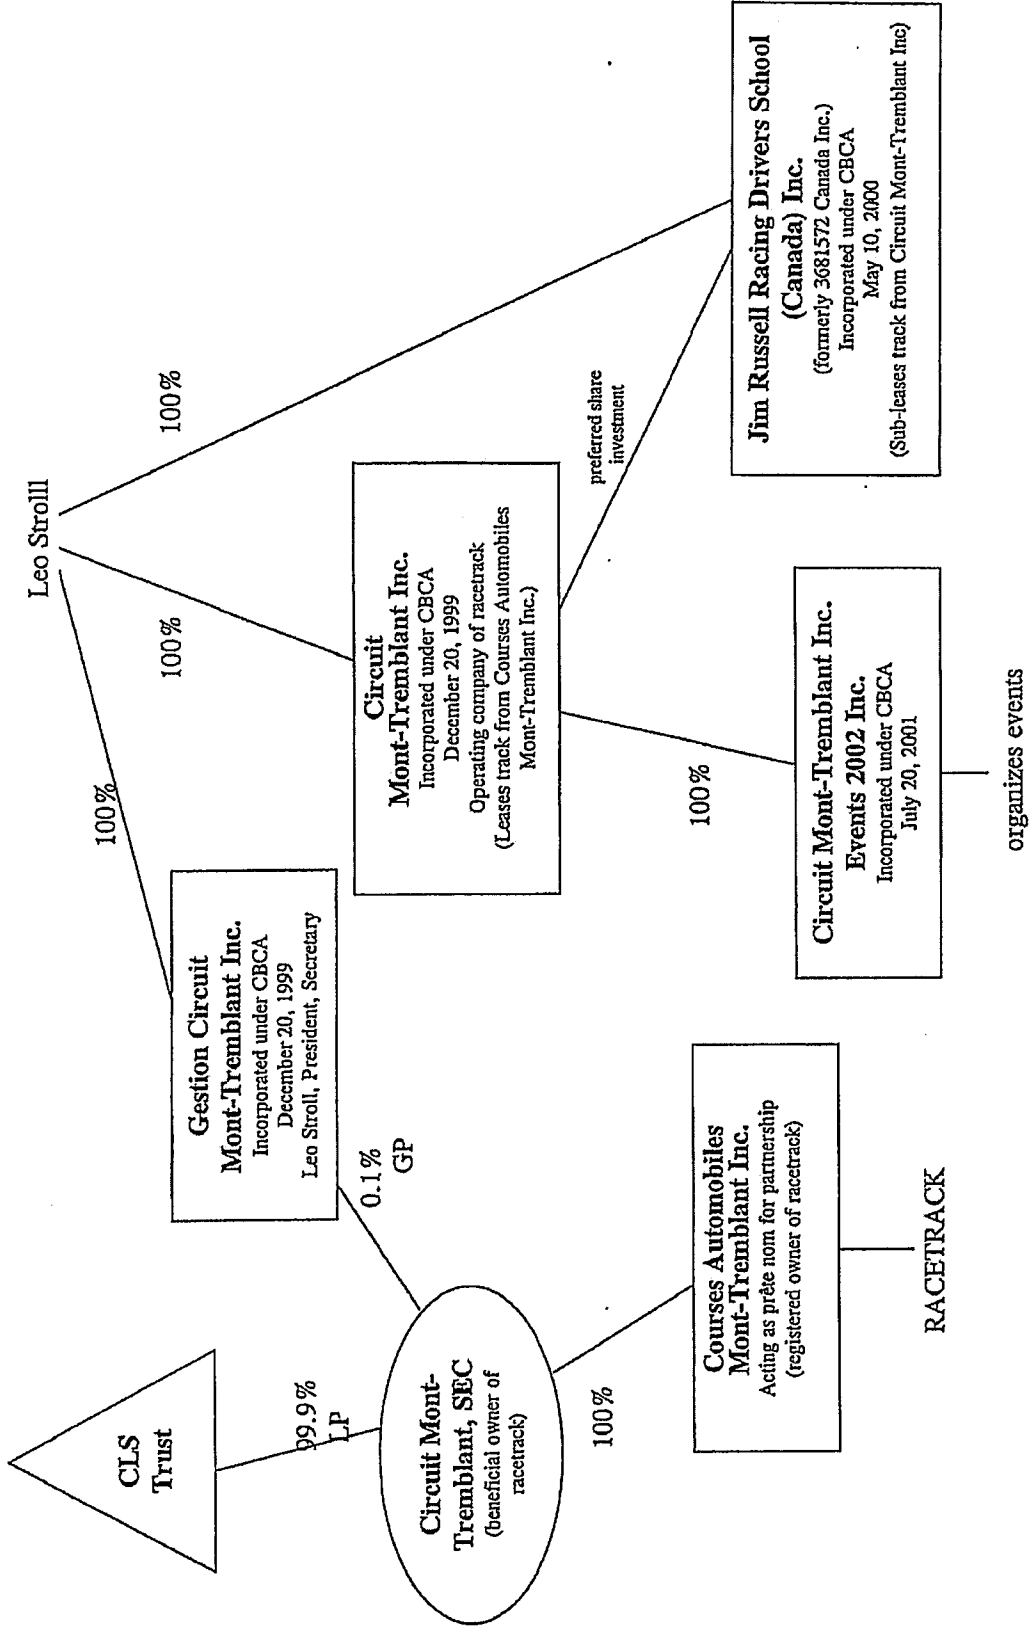 Leo Strolll
100%
100%
100%
CLS
Trust
99.9%
LP
Gestion Circuit
Mont-Tremblant Inc.
Incorporated under CBCA
December 20, 1999
Leo Stroll, President, Secretary
0.1%
GP
Circuit
Mont-Tremblant Inc.
Incorporated under CBCA
December 20, 1999
Operating company of racetrack
(Leases track from Courses Automobiles
Mont-Tremblant Inc.)
preferred share
investment
Circuit Mont-
Tremblant, SEC
(beneficial owner of
racetrack)
100%
100%
Courses Automobiles
Mont-Tremblant Inc.
Acting as prête nom for partnership
(registered owner of racetrack)
RACETRACK
Circuit Mont-Tremblant Inc.
Events 2002 Inc.
Incorporated under CBCA
July 20, 2001
organizes events
Jim Russell Racing Drivers School
(Canada) Inc.
(formerly 3681572 Canada Inc.)
Incorporated under CBCA
May 10, 2000
(Sub-leases track from Circuit Mont-Tremblant Inc)